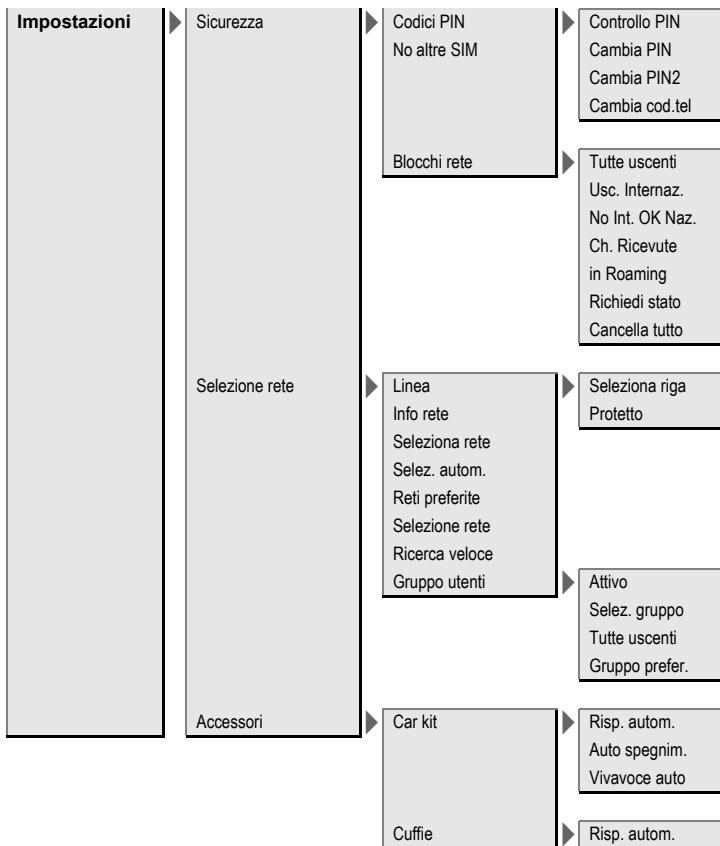 Impostazioni
Sicurezza
Codici PIN
Controllo PIN
Cambia PIN
Cambia PIN2
Cambia cod.tel
No altre SIM
Blocchi rete
Tutte uscenti
Usc. Internaz.
No Int. OK Naz.
Ch. Ricevute
in Roaming
Richiedi stato
Cancella tutto
Selezione rete
Linea
Seleziona riga
Protetto
Info rete
Seleziona rete
Selez. autom.
Reti preferite
Selezione rete
Ricerca veloce
Gruppo utenti
Attivo
Selez. gruppo
Tutte uscenti
Gruppo prefer.
Accessori
Car kit
Risp. autom.
Auto spegnim.
Vivavoce auto
Cuffie
Risp. autom.